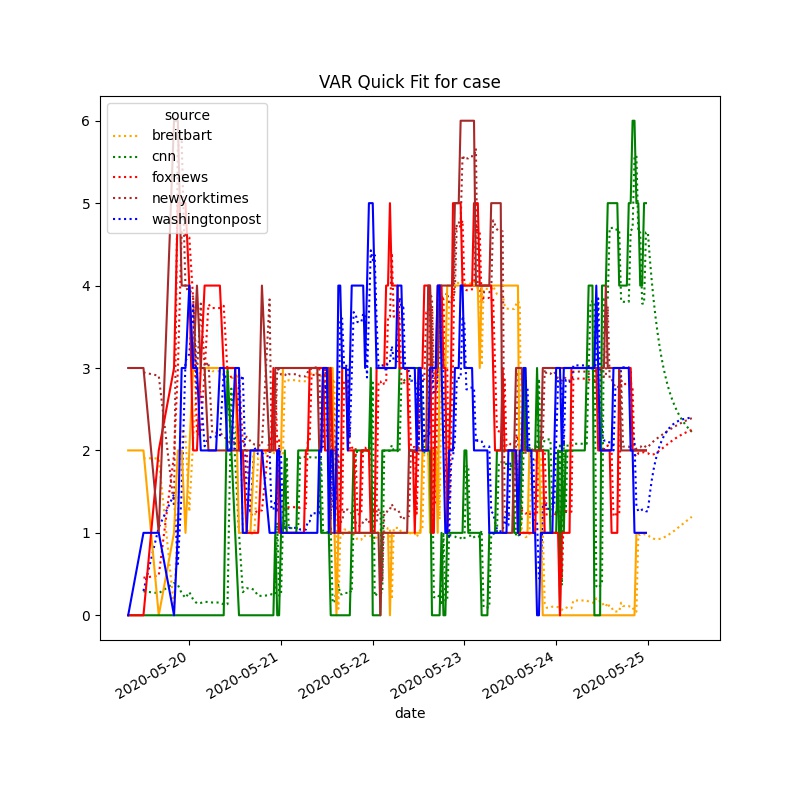 VAR Quick Fit for case
6
5
4
3
2
1
0
source
breitbart
cnn
foxnews
newyorktimes
washingtonpost
2020-05-20
2020-05-21
2020-05-22
2020-05-23
2020-05-24
2020-05-25
date